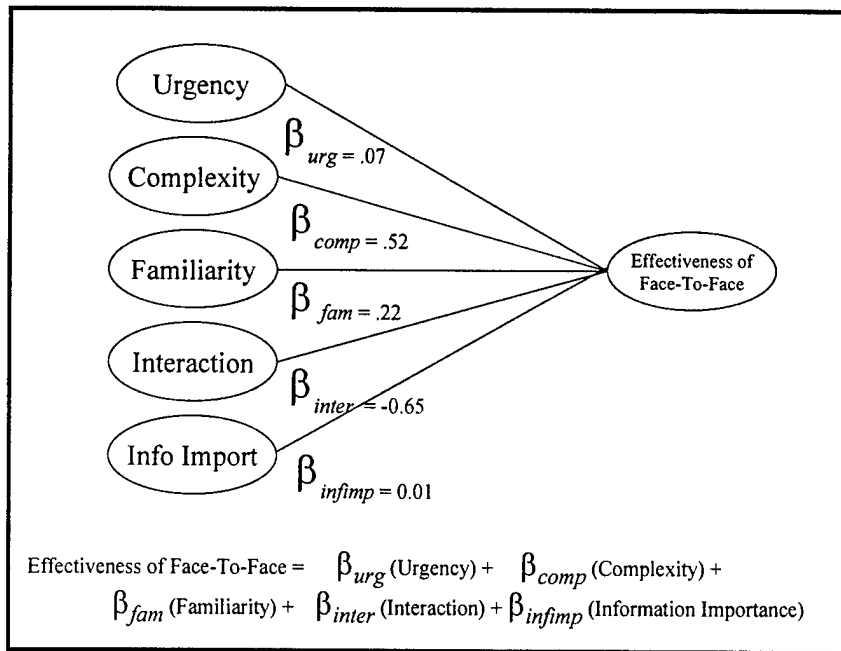 Urgency
β urg = .07
Complexity
β comp = .52
Familiarity
Effectiveness of
Face-To-Face
β fam = .22
Interaction
β inter = -0.65
Info Import
β infimp = 0.01
Effectiveness of Face-To-Face = β urg (Urgency) + β comp (Complexity) +
β fam (Familiarity) + β inter (Interaction) + β infimp (Information Importance)